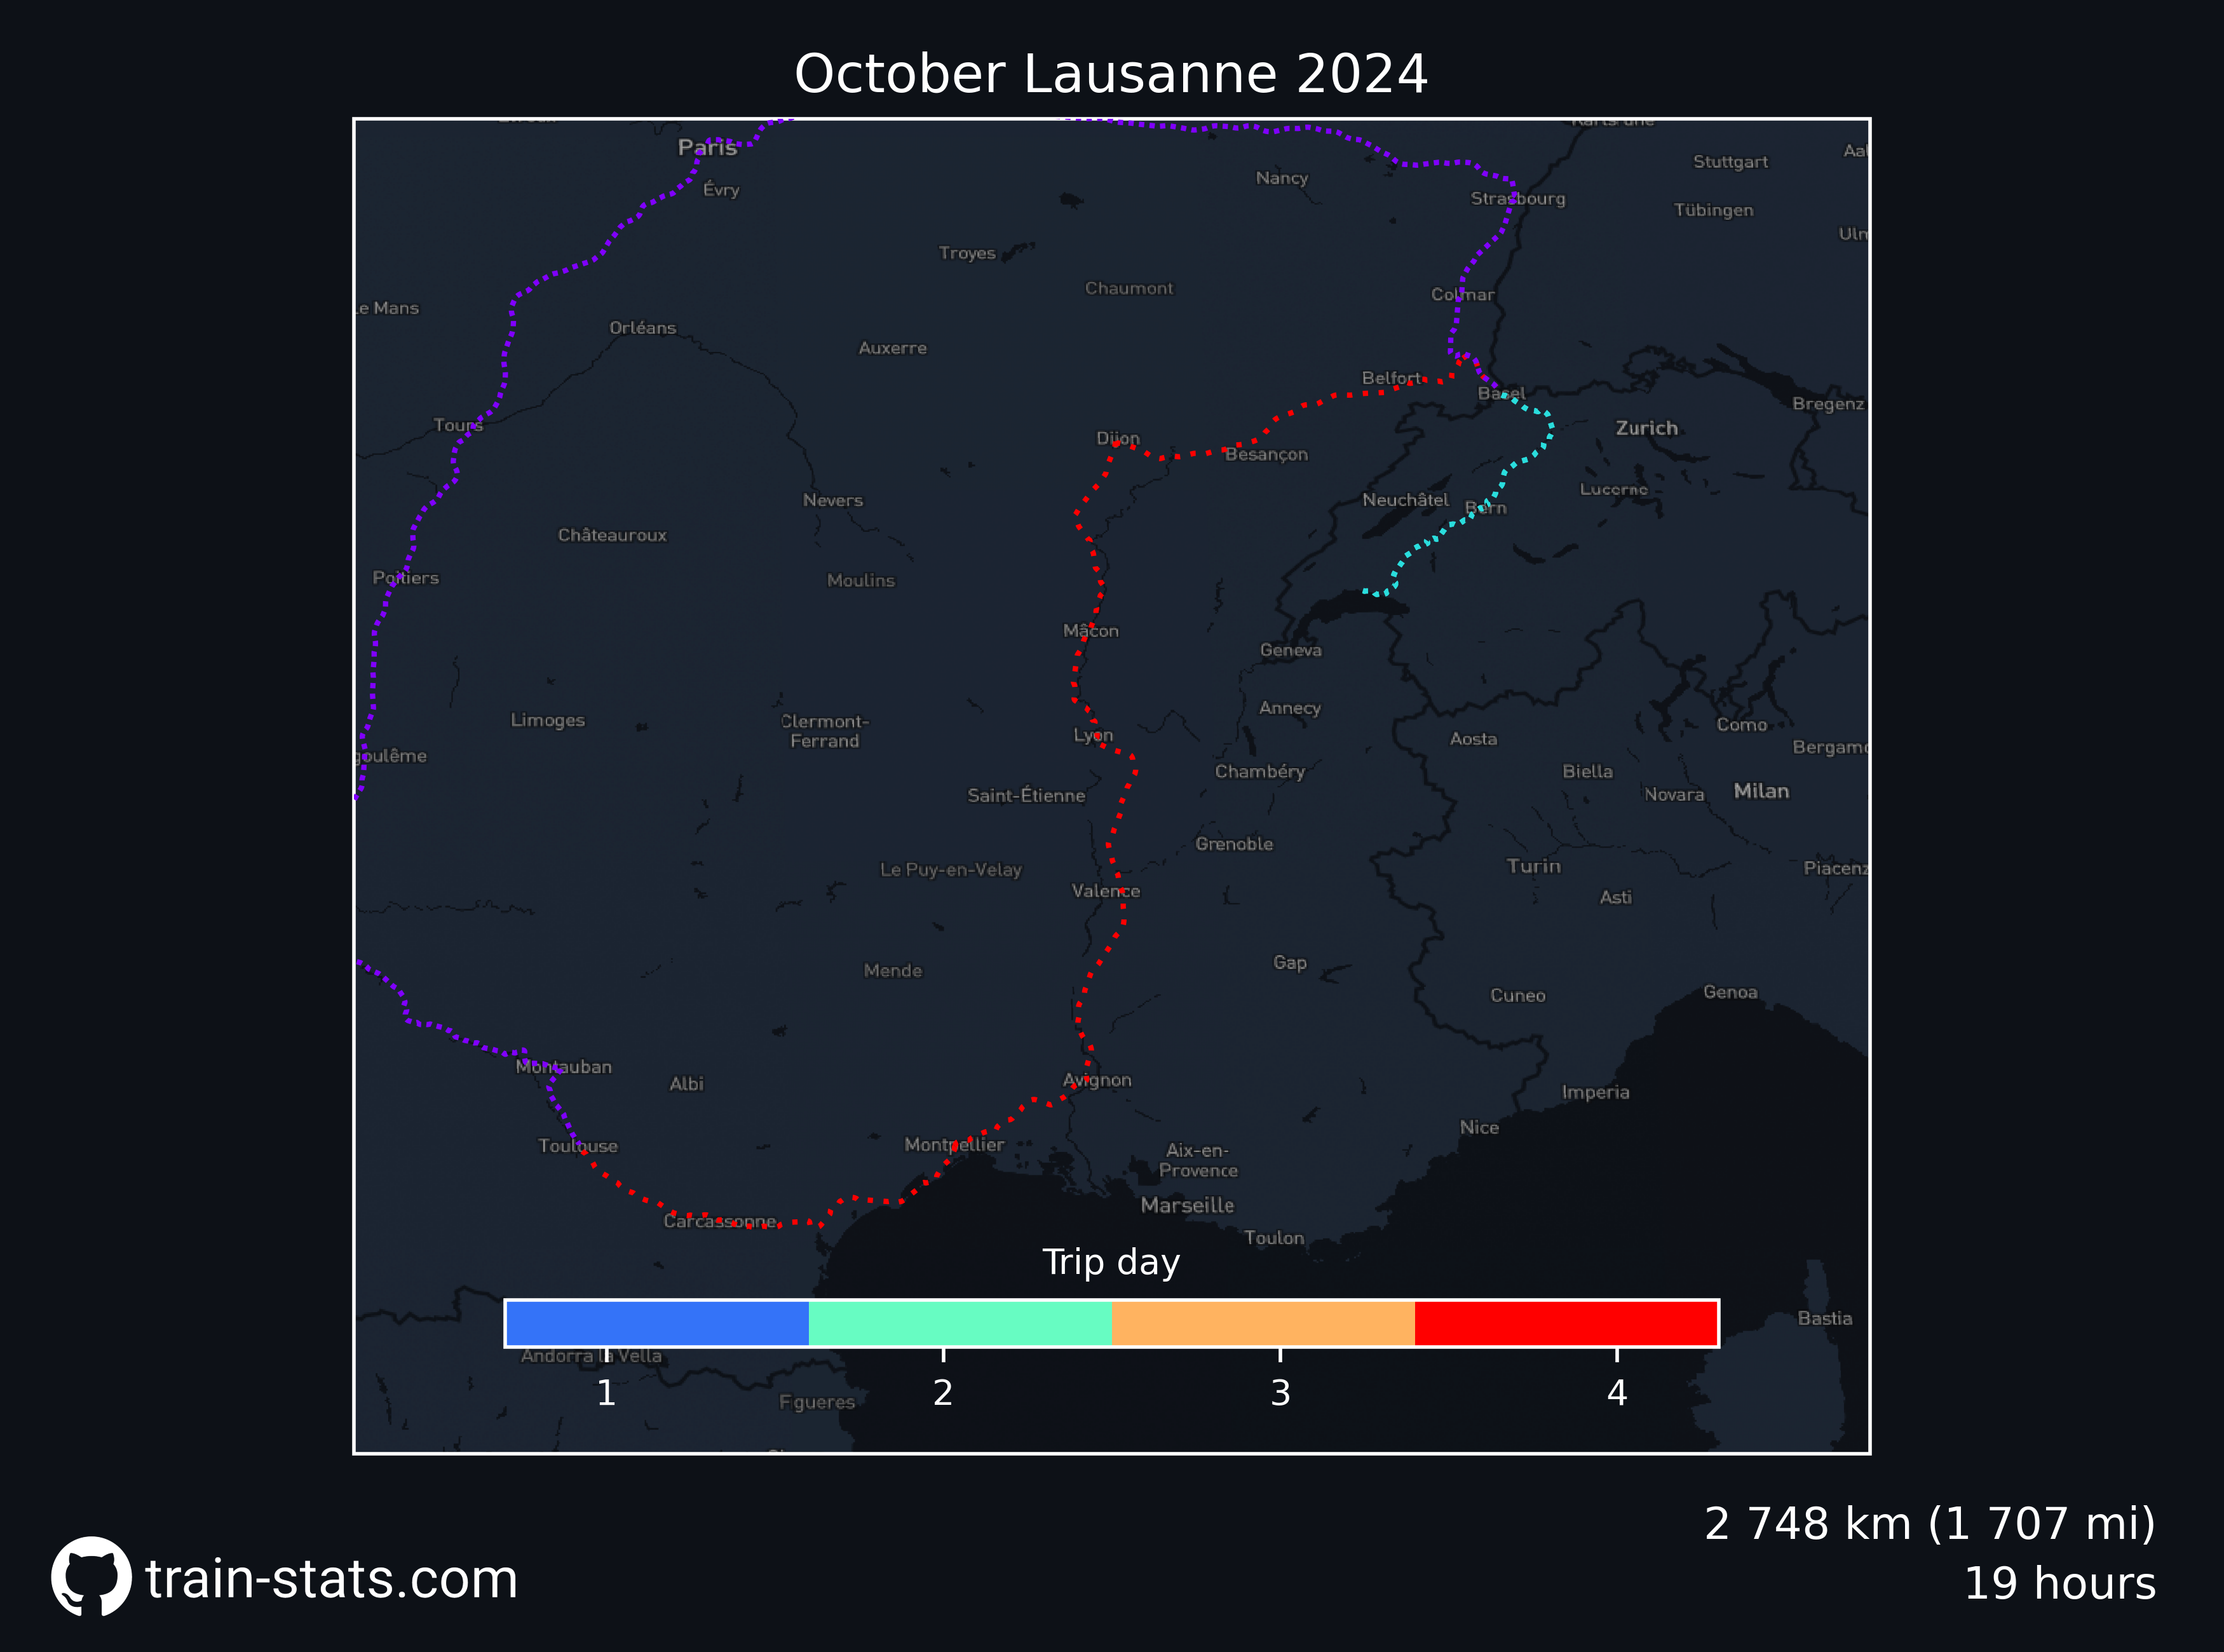 October Lausanne 2024
Paris
Stuttgart
Aal
Nancy
Évry
Strasbourg
Tübingen
Ulm
Troyes
Chaumont
Colmar
Le Mans
Orléans
Auxerre
Belfort
Basel
Bregenz
Tours
Zurich
Dijon
Besançon
Lucerne
Nevers
Neuchâtel
Bern
Châteauroux
Poitiers
Moulins
Mâcon
Geneva
Annecy
Limoges
Clermont-
Ferrand
Como
Lyon
Aosta
Bergamo
goulême
Chambéry
Biella
Saint-Étienne
Novara
Milan
Grenoble
Turin
Le Puy-en-Velay
Piacenz
Valence
Asti
Gap
Mende
Cuneo
Genoa
Montauban
Albi
Avignon
Imperia
Nice
Toulouse
Montpellier
Aix-en-
Provence
Marseille
Carcassonne
Toulon
Trip day
Bastia
Andorra la Vella
1 2 3 4
Figueres
2 748 km (1 707 mi)
train-stats.com
19 hours